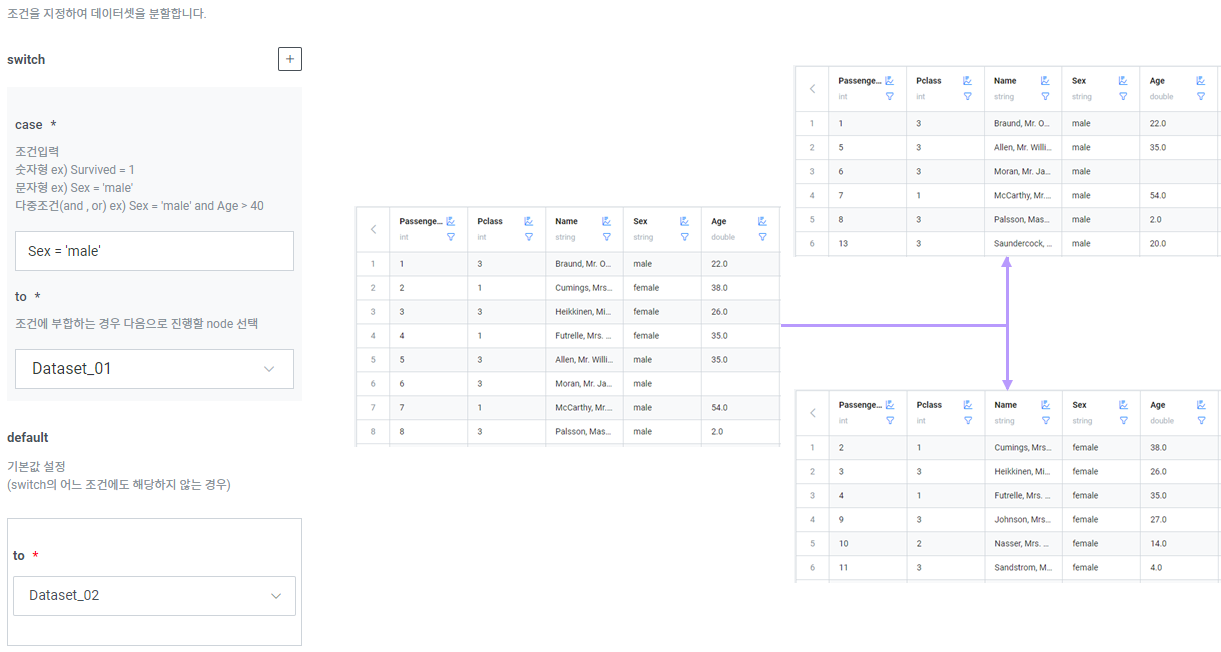 조건을 지정하여 데이터셋을 분할합니다.
switch
+
case *
조건입력
숫자형 ex) Survived = 1
문자형 ex) Sex = 'male'
다중조건(and , or) ex) Sex = 'male' and Age > 40
Sex = 'male'
to *
조건에 부합하는 경우 다음으로 진행할 node 선택
Dataset_01
default
기본값 설정
(switch의 어느 조건에도 해당하지 않는 경우)
to *
Dataset_02
Passenge... Pclass Name Sex Age
int int string string double
1 1 3 Braund, Mr. O... male 22.0
2 2 1 Cumings, Mrs... female 38.0
3 3 3 Heikkinen, Mi... female 26.0
4 4 1 Futrelle, Mrs. ... female 35.0
5 5 3 Allen, Mr. Willi... male 35.0
6 6 3 Moran, Mr. Ja... male
7 7 1 McCarthy, Mr.... male 54.0
8 8 3 Palsson, Mas... male 2.0
Passenge... Pclass Name Sex Age
int int string string double
1 1 3 Braund, Mr. O... male 22.0
2 5 3 Allen, Mr. Willi... male 35.0
3 6 3 Moran, Mr. Ja... male
4 7 1 McCarthy, Mr.... male 54.0
5 8 3 Palsson, Mas... male 2.0
6 13 3 Saundercock, ... male 20.0
Passenge... Pclass Name Sex Age
int int string string double
1 2 1 Cumings, Mrs... female 38.0
2 3 3 Heikkinen, Mi... female 26.0
3 4 1 Futrelle, Mrs. ... female 35.0
4 9 3 Johnson, Mrs... female 27.0
5 10 2 Nasser, Mrs. ... female 14.0
6 11 3 Sandstrom, M... female 4.0